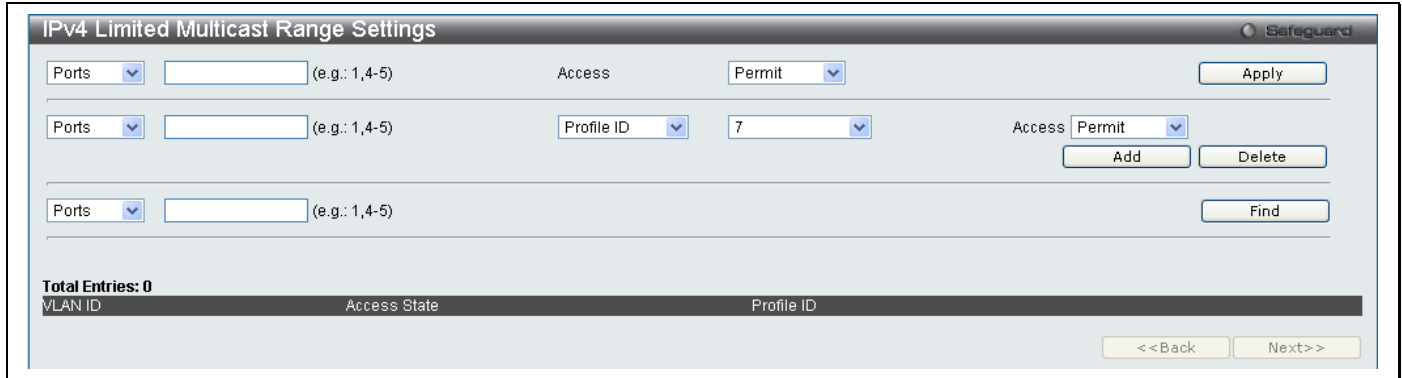 IPv4 Limited Multicast Range Settings Safeguard
Ports (e.g.: 1,4-5) Access Permit Apply
Ports (e.g.: 1,4-5) Profile ID 7 Access Permit
Add Delete
Ports (e.g.: 1,4-5) Find
Total Entries: 0
VLAN ID Access State Profile ID
<<Back Next>>